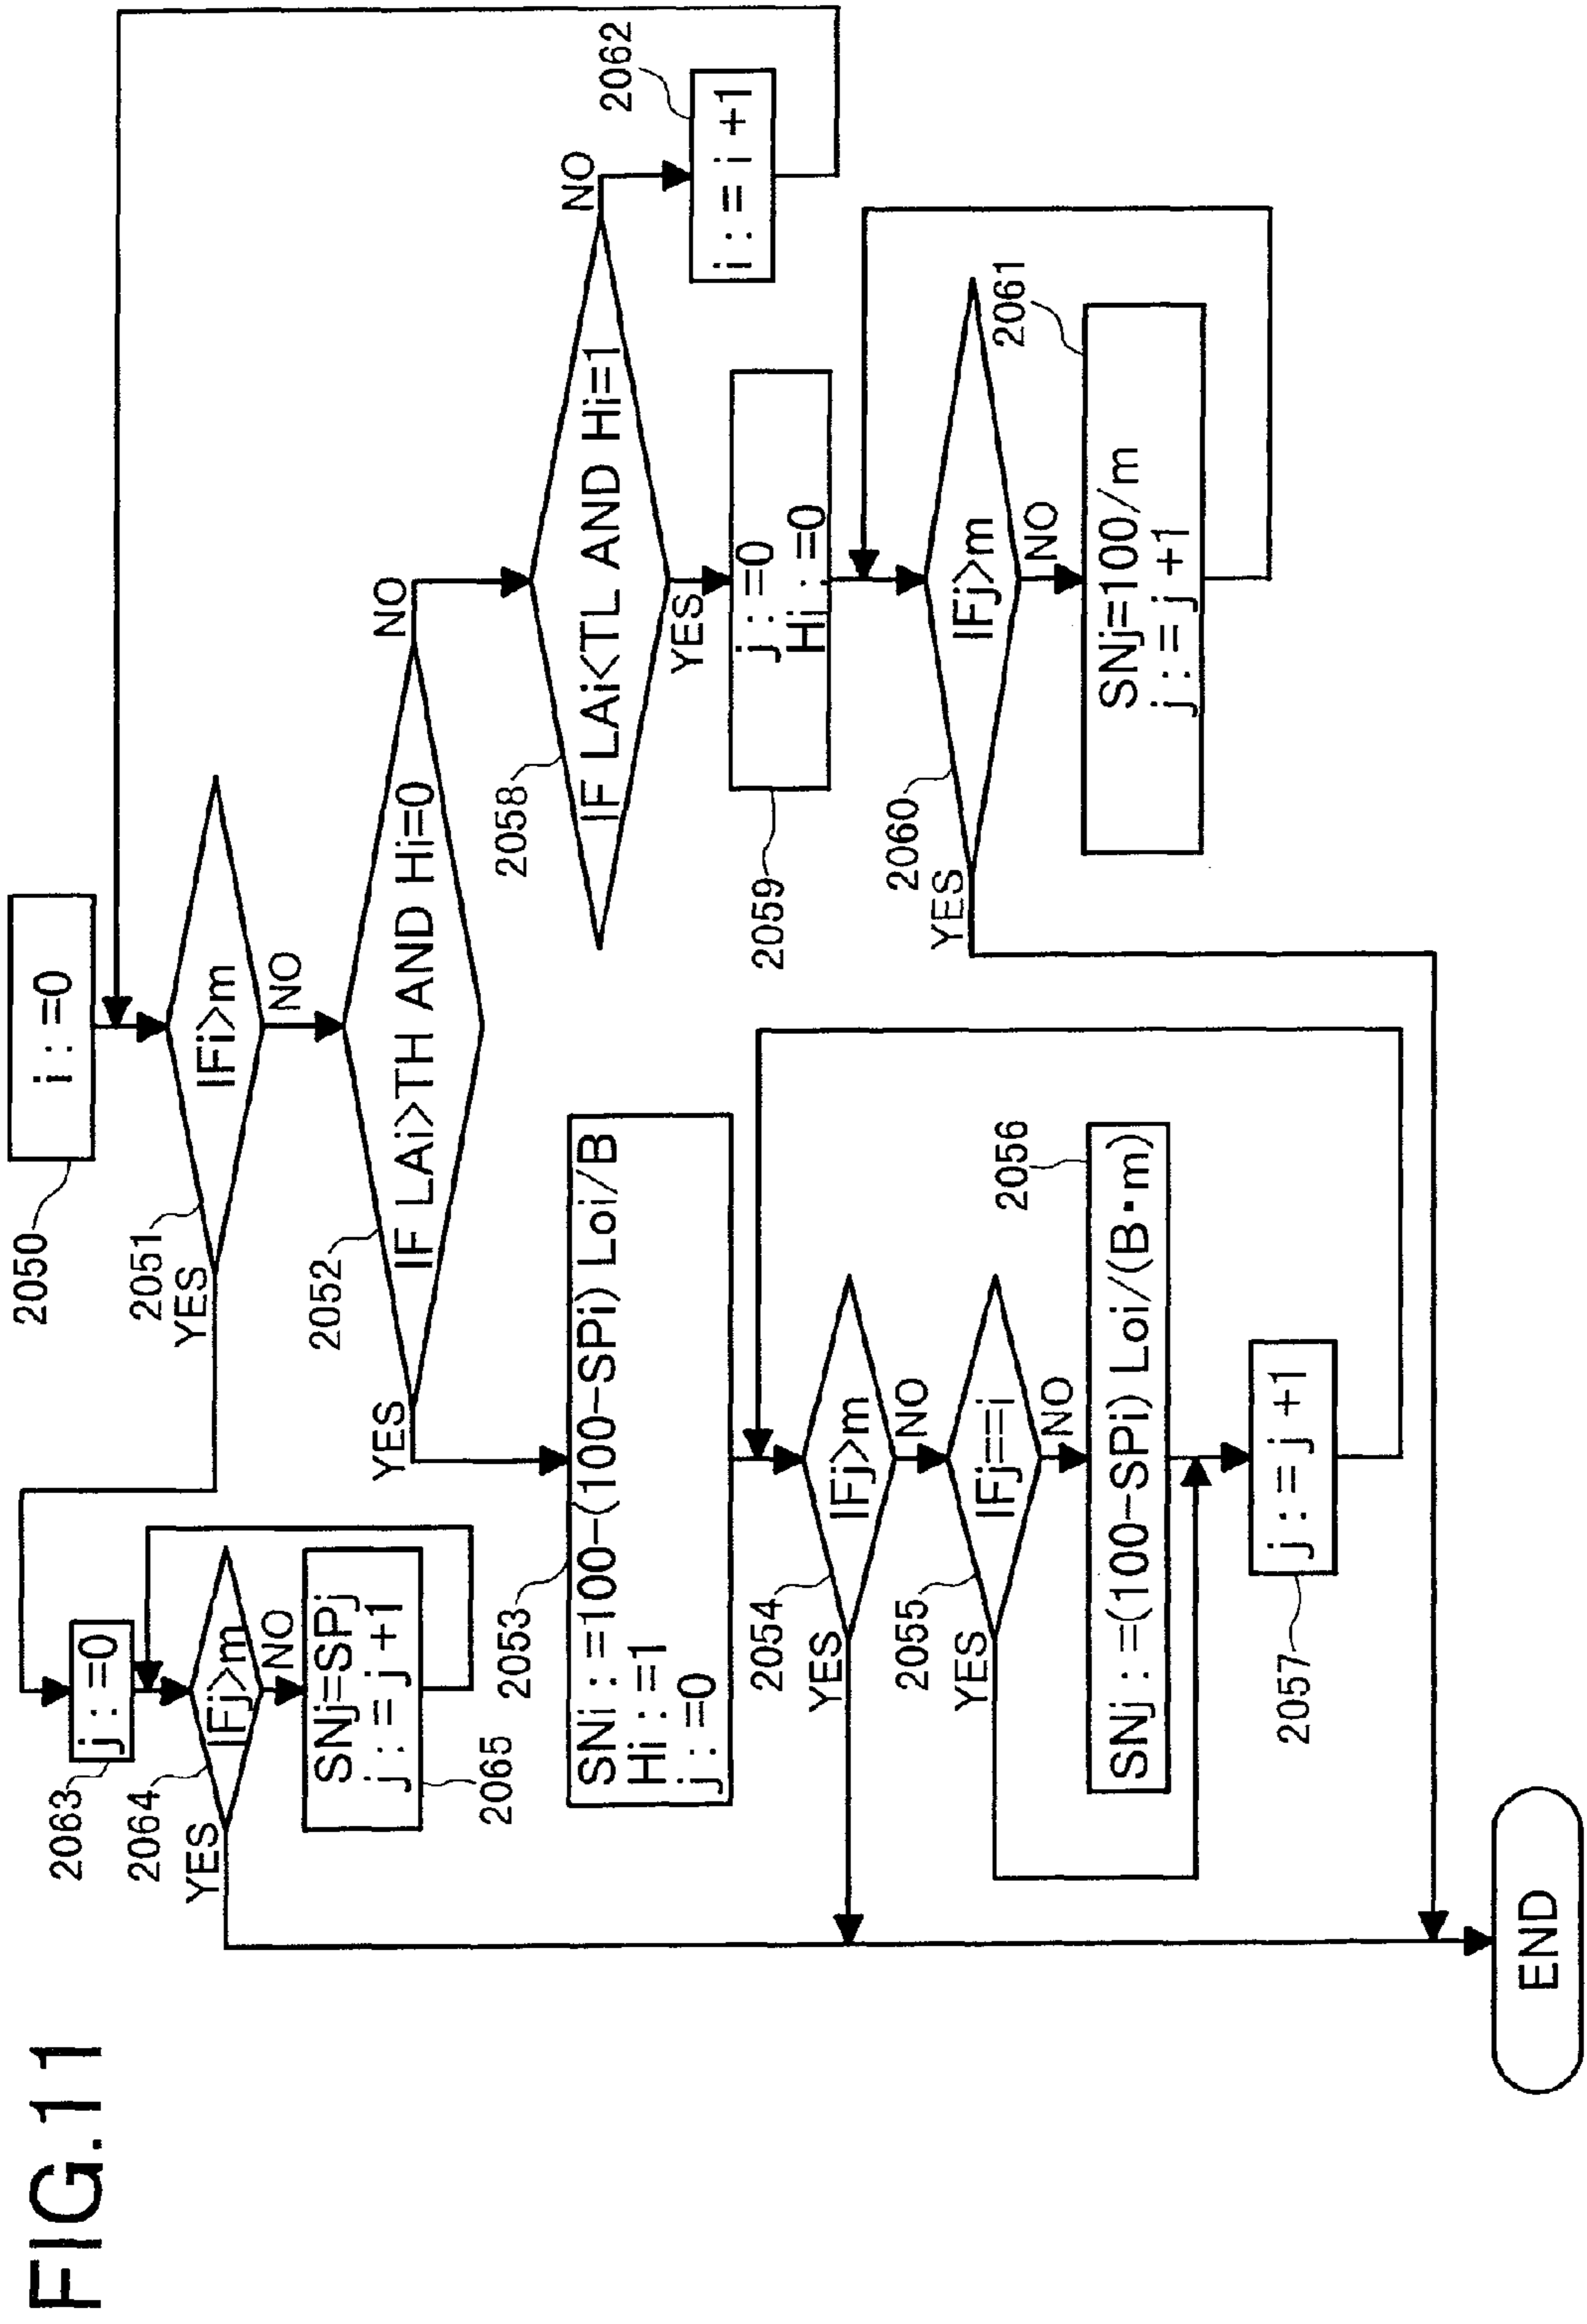 FIG.11
2050
i : =0
2051
IFi>m
YES
NO
2063
j : =0
2064
IFj>m
YES
NO
SNj=SPj
j : = j +1
2065
2052
IF LAi>TH AND Hi=0
YES
NO
2053
SNi : =100-(100-SPi) Loi/B
Hi : =1
j : =0
2054
IFj>m
YES
NO
2055
IFj==i
YES
NO
2056
SNj : =(100-SPi) Loi/(B·m)
2057
j : = j +1
2058
IF LAi<TL AND Hi=1
YES
NO
2062
i : = i +1
2059
j : =0
Hi : =0
2060
IFj>m
YES
NO
2061
SNj=100/m
j : = j +1
END